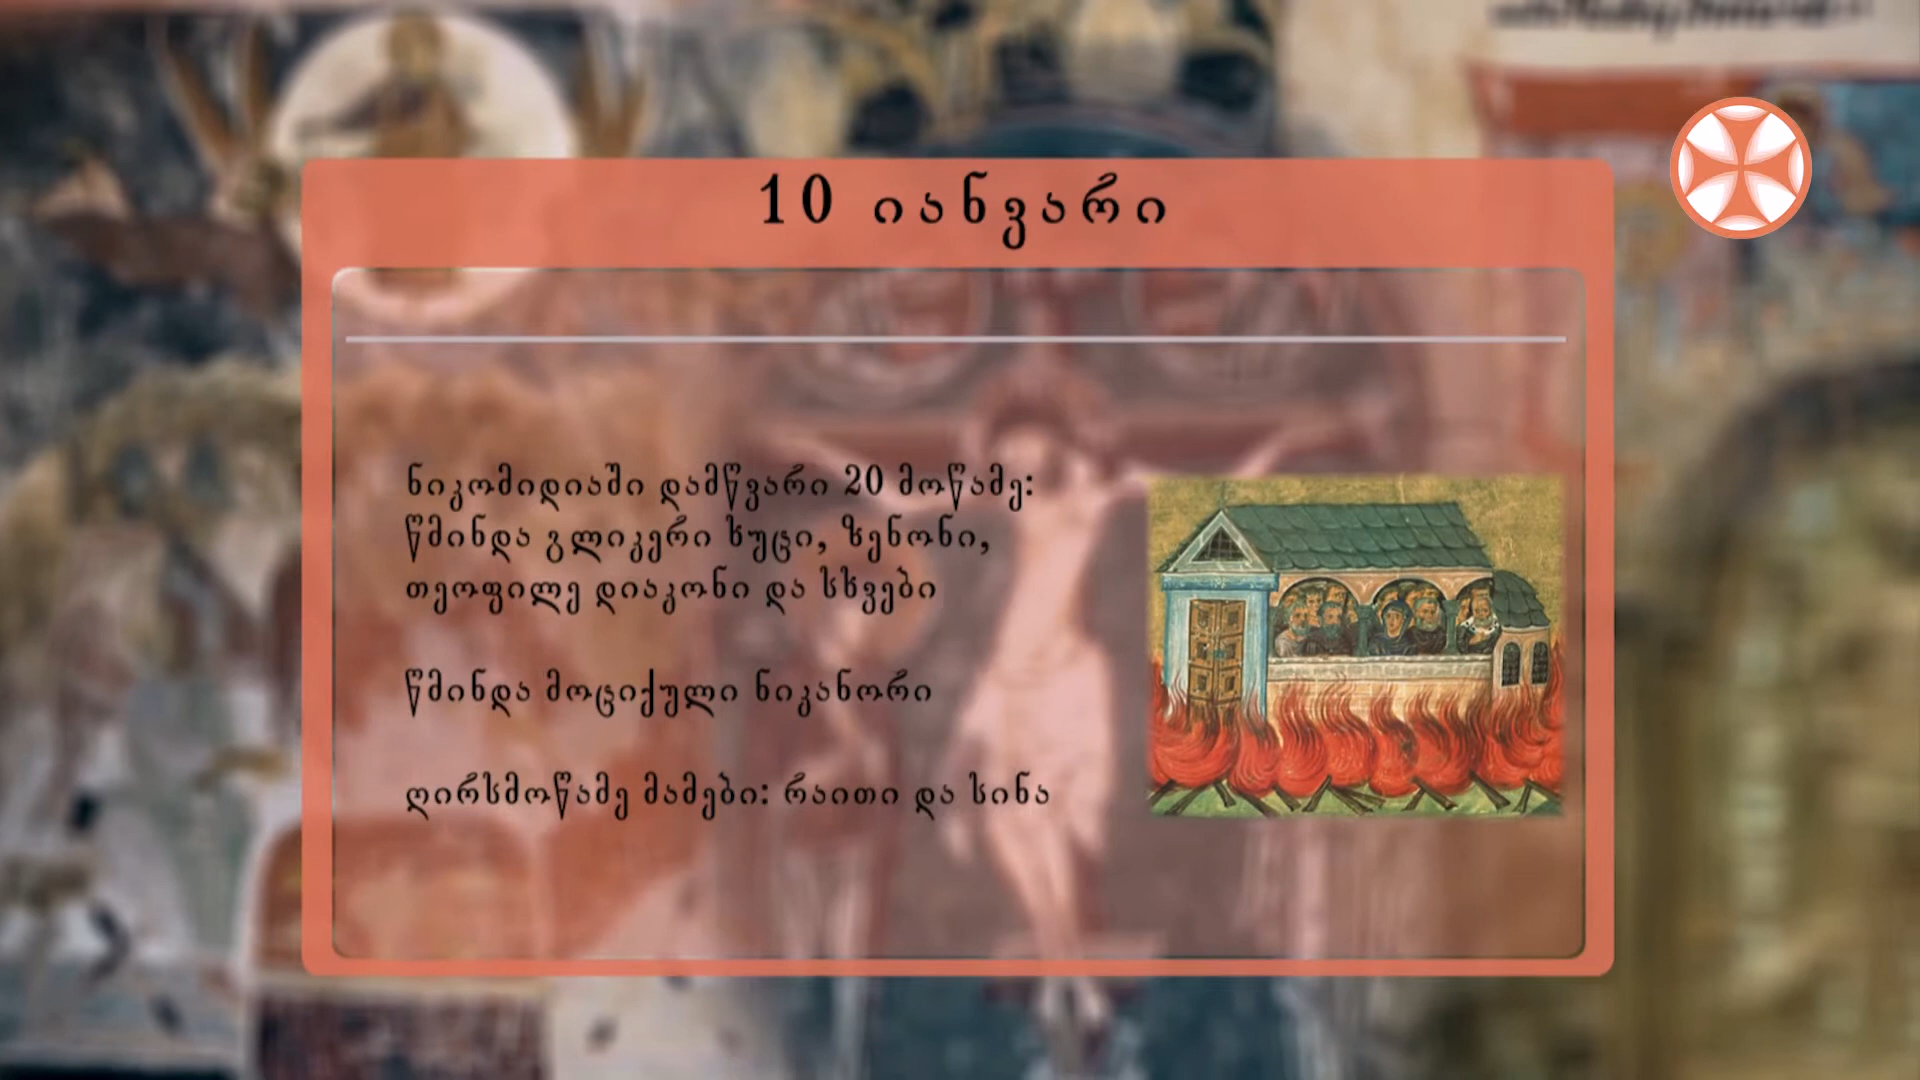 10 იანვარი
ნიკომიდიაში დამწვარი 20 მოწამე:
წმინდა გლიკერი ხუცი, ზენონი,
თეოფილე დიაკონი და სხვები
წმინდა მოციქული ნიკანორი
ღირსმოწამე მამები: რაითი და სინა